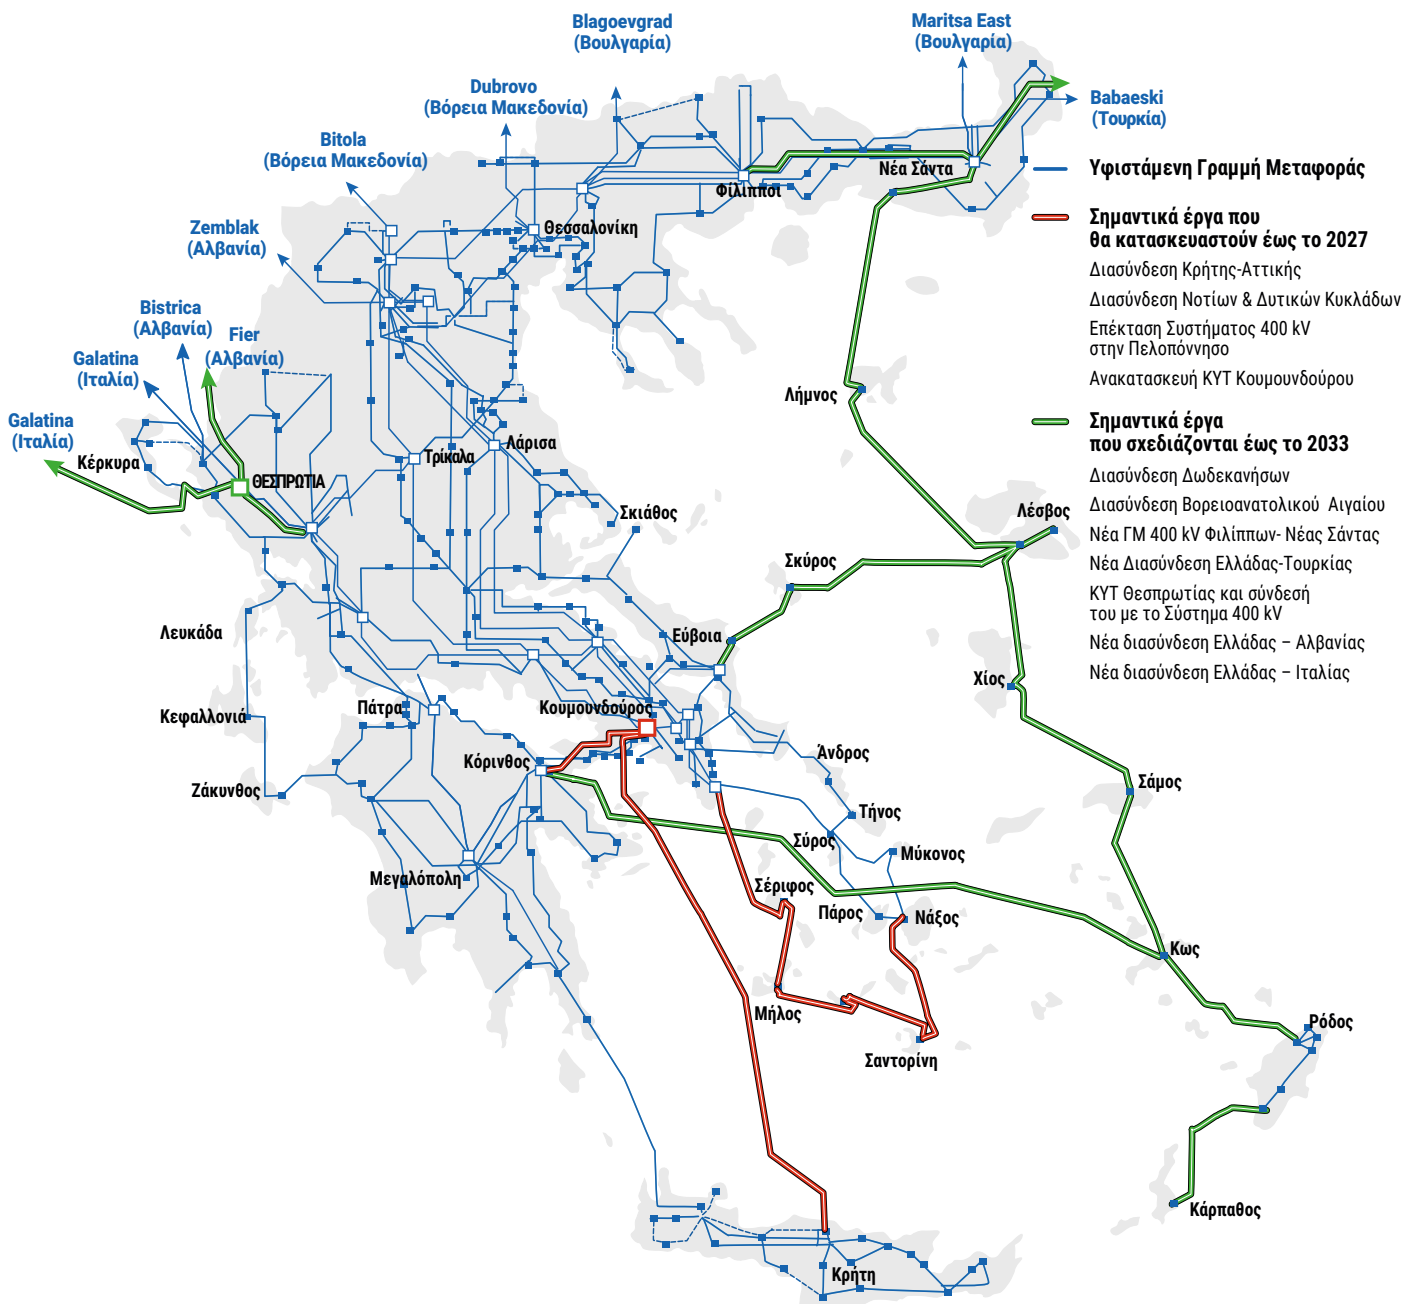 Blagoevgrad
(Βουλγαρία)
Maritsa East
(Βουλγαρία)
Dubrovo
(Βόρεια Μακεδονία)
Babaeski
(Τουρκία)
Bitola
(Βόρεια Μακεδονία)
Zemblak
(Αλβανία)
Bistrica
(Αλβανία)
Fier
(Αλβανία)
Galatina
(Ιταλία)
Galatina
(Ιταλία)
Νέα Σάντα
Φίλιπποι
Θεσσαλονίκη
Λήμνος
Λάρισα
Τρίκαλα
Κέρκυρα
ΘΕΣΠΡΩΤΙΑ
Σκιάθος
Λέσβος
Σκύρος
Λευκάδα
Εύβοια
Χίος
Κεφαλλονιά
Πάτρα
Κουμουνδούρος
Κόρινθος
Άνδρος
Ζάκυνθος
Σάμος
Τήνος
Σύρος
Μύκονος
Μεγαλόπολη
Σέριφος
Πάρος
Νάξος
Κως
Μήλος
Ρόδος
Σαντορίνη
Κάρπαθος
Κρήτη
Υφιστάμενη Γραμμή Μεταφοράς
Σημαντικά έργα που
θα κατασκευαστούν έως το 2027
Διασύνδεση Κρήτης-Αττικής
Διασύνδεση Νοτίων & Δυτικών Κυκλάδων
Επέκταση Συστήματος 400 kV
στην Πελοπόννησο
Ανακατασκευή ΚΥΤ Κουμουνδούρου
Σημαντικά έργα
που σχεδιάζονται έως το 2033
Διασύνδεση Δωδεκανήσων
Διασύνδεση Βορειοανατολικού Αιγαίου
Νέα ΓΜ 400 kV Φιλίππων- Νέας Σάντας
Νέα Διασύνδεση Ελλάδας-Τουρκίας
ΚΥΤ Θεσπρωτίας και σύνδεσή
του με το Σύστημα 400 kV
Νέα διασύνδεση Ελλάδας – Αλβανίας
Νέα διασύνδεση Ελλάδας – Ιταλίας